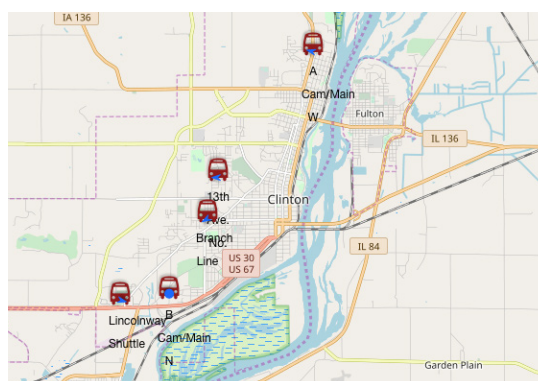 IA 136
A
Cam/Main
W
Fulton
IL 136
13th
Ave.
No.
Clinton
Branch
Line
IL 84
US 30
US 67
Lincolnway
Shuttle
B
Cam/Main
N
Garden Plain